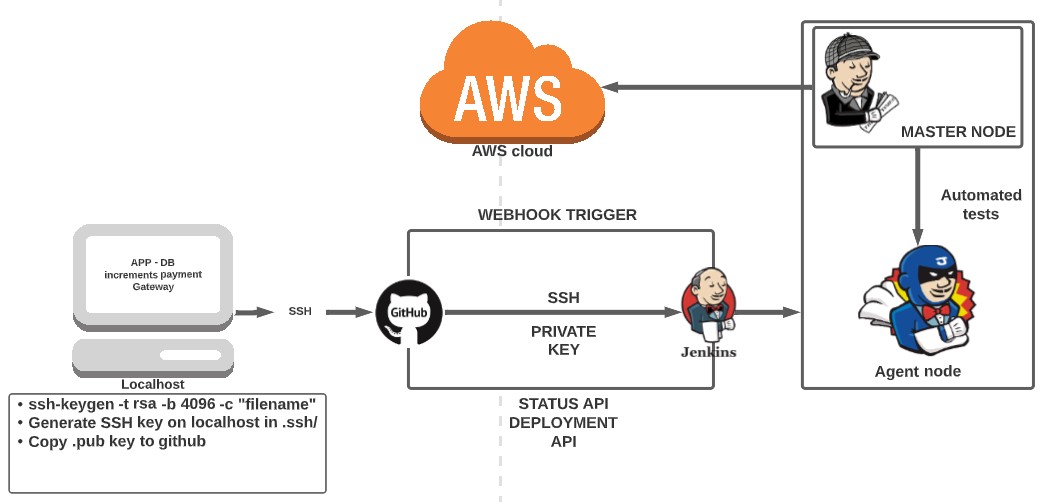 AWS
AWS cloud
MASTER NODE
Automated
tests
WEBHOOK TRIGGER
APP - DB
increments payment
Gateway
SSH
GitHub
SSH
PRIVATE
KEY
Jenkins
Agent node
Localhost
• ssh-keygen -t rsa -b 4096 -c "filename"
• Generate SSH key on localhost in .ssh/
• Copy .pub key to github
STATUS API
DEPLOYMENT
API